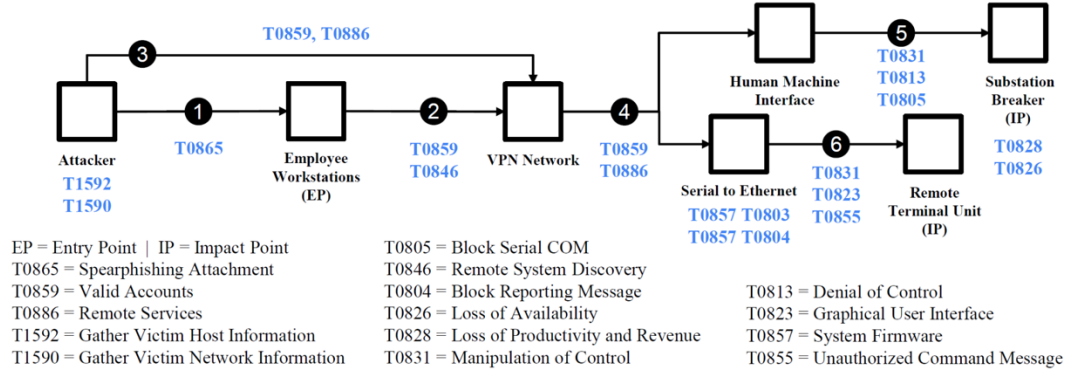 T0859, T0886
3
5
T0831
T0813
T0805
Human Machine
Interface
Substation
Breaker
(IP)
T0828
T0826
1
T0865
2
T0859
T0846
4
T0859
T0886
Attacker
T1592
T1590
Employee
Workstations
(EP)
VPN Network
6
T0831
T0823
T0855
Serial to Ethernet
T0857 T0803
T0857 T0804
Remote
Terminal Unit
(IP)
EP = Entry Point | IP = Impact Point
T0865 = Spearphishing Attachment
T0859 = Valid Accounts
T0886 = Remote Services
T1592 = Gather Victim Host Information
T1590 = Gather Victim Network Information
T0805 = Block Serial COM
T0846 = Remote System Discovery
T0804 = Block Reporting Message
T0826 = Loss of Availability
T0828 = Loss of Productivity and Revenue
T0831 = Manipulation of Control
T0813 = Denial of Control
T0823 = Graphical User Interface
T0857 = System Firmware
T0855 = Unauthorized Command Message